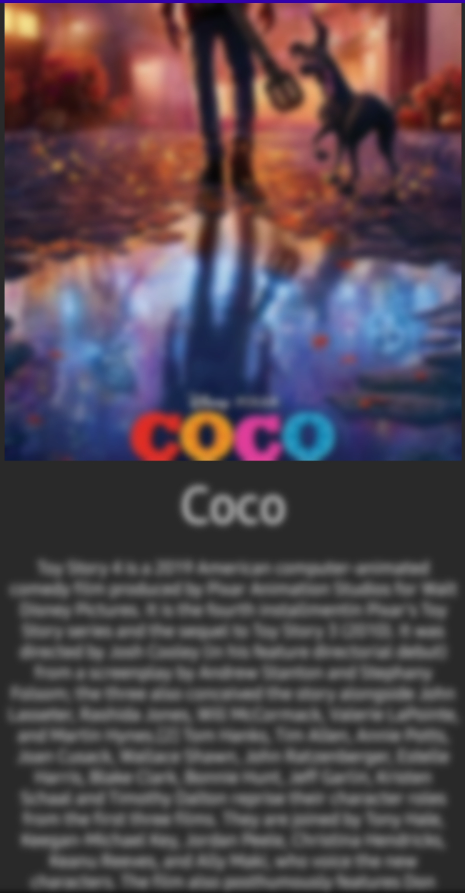 Disney PIXAR
COCO
Coco
Toy Story 4 is a 2019 American computer-animated
comedy film produced by Pixar Animation Studios for Walt
Disney Pictures. It is the fourth installmentin Pixar's Toy
Story series and the sequel to Toy Story 3 (2010). It was
directed by Josh Cooley (in his feature directorial debut)
from a screenplay by Andrew Stanton and Stephany
Folsom; the three also conceived the story alongside John
Lasseter, Rashida Jones, Will McCormack, Valerie LaPointe,
and Martin Hynes.[2] Tom Hanks, Tim Allen, Annie Potts,
Joan Cusack, Wallace Shawn, John Ratzenberger, Estelle
Harris, Blake Clark, Bonnie Hunt, Jeff Garlin, Kristen
Schaal and Timothy Dalton reprise their character roles
from the first three films. They are joined by Tony Hale,
Keegan-Michael Key, Jordan Peele, Christina Hendricks,
Keanu Reeves, and Ally Maki, who voice the new
characters. The film also posthumously features Don